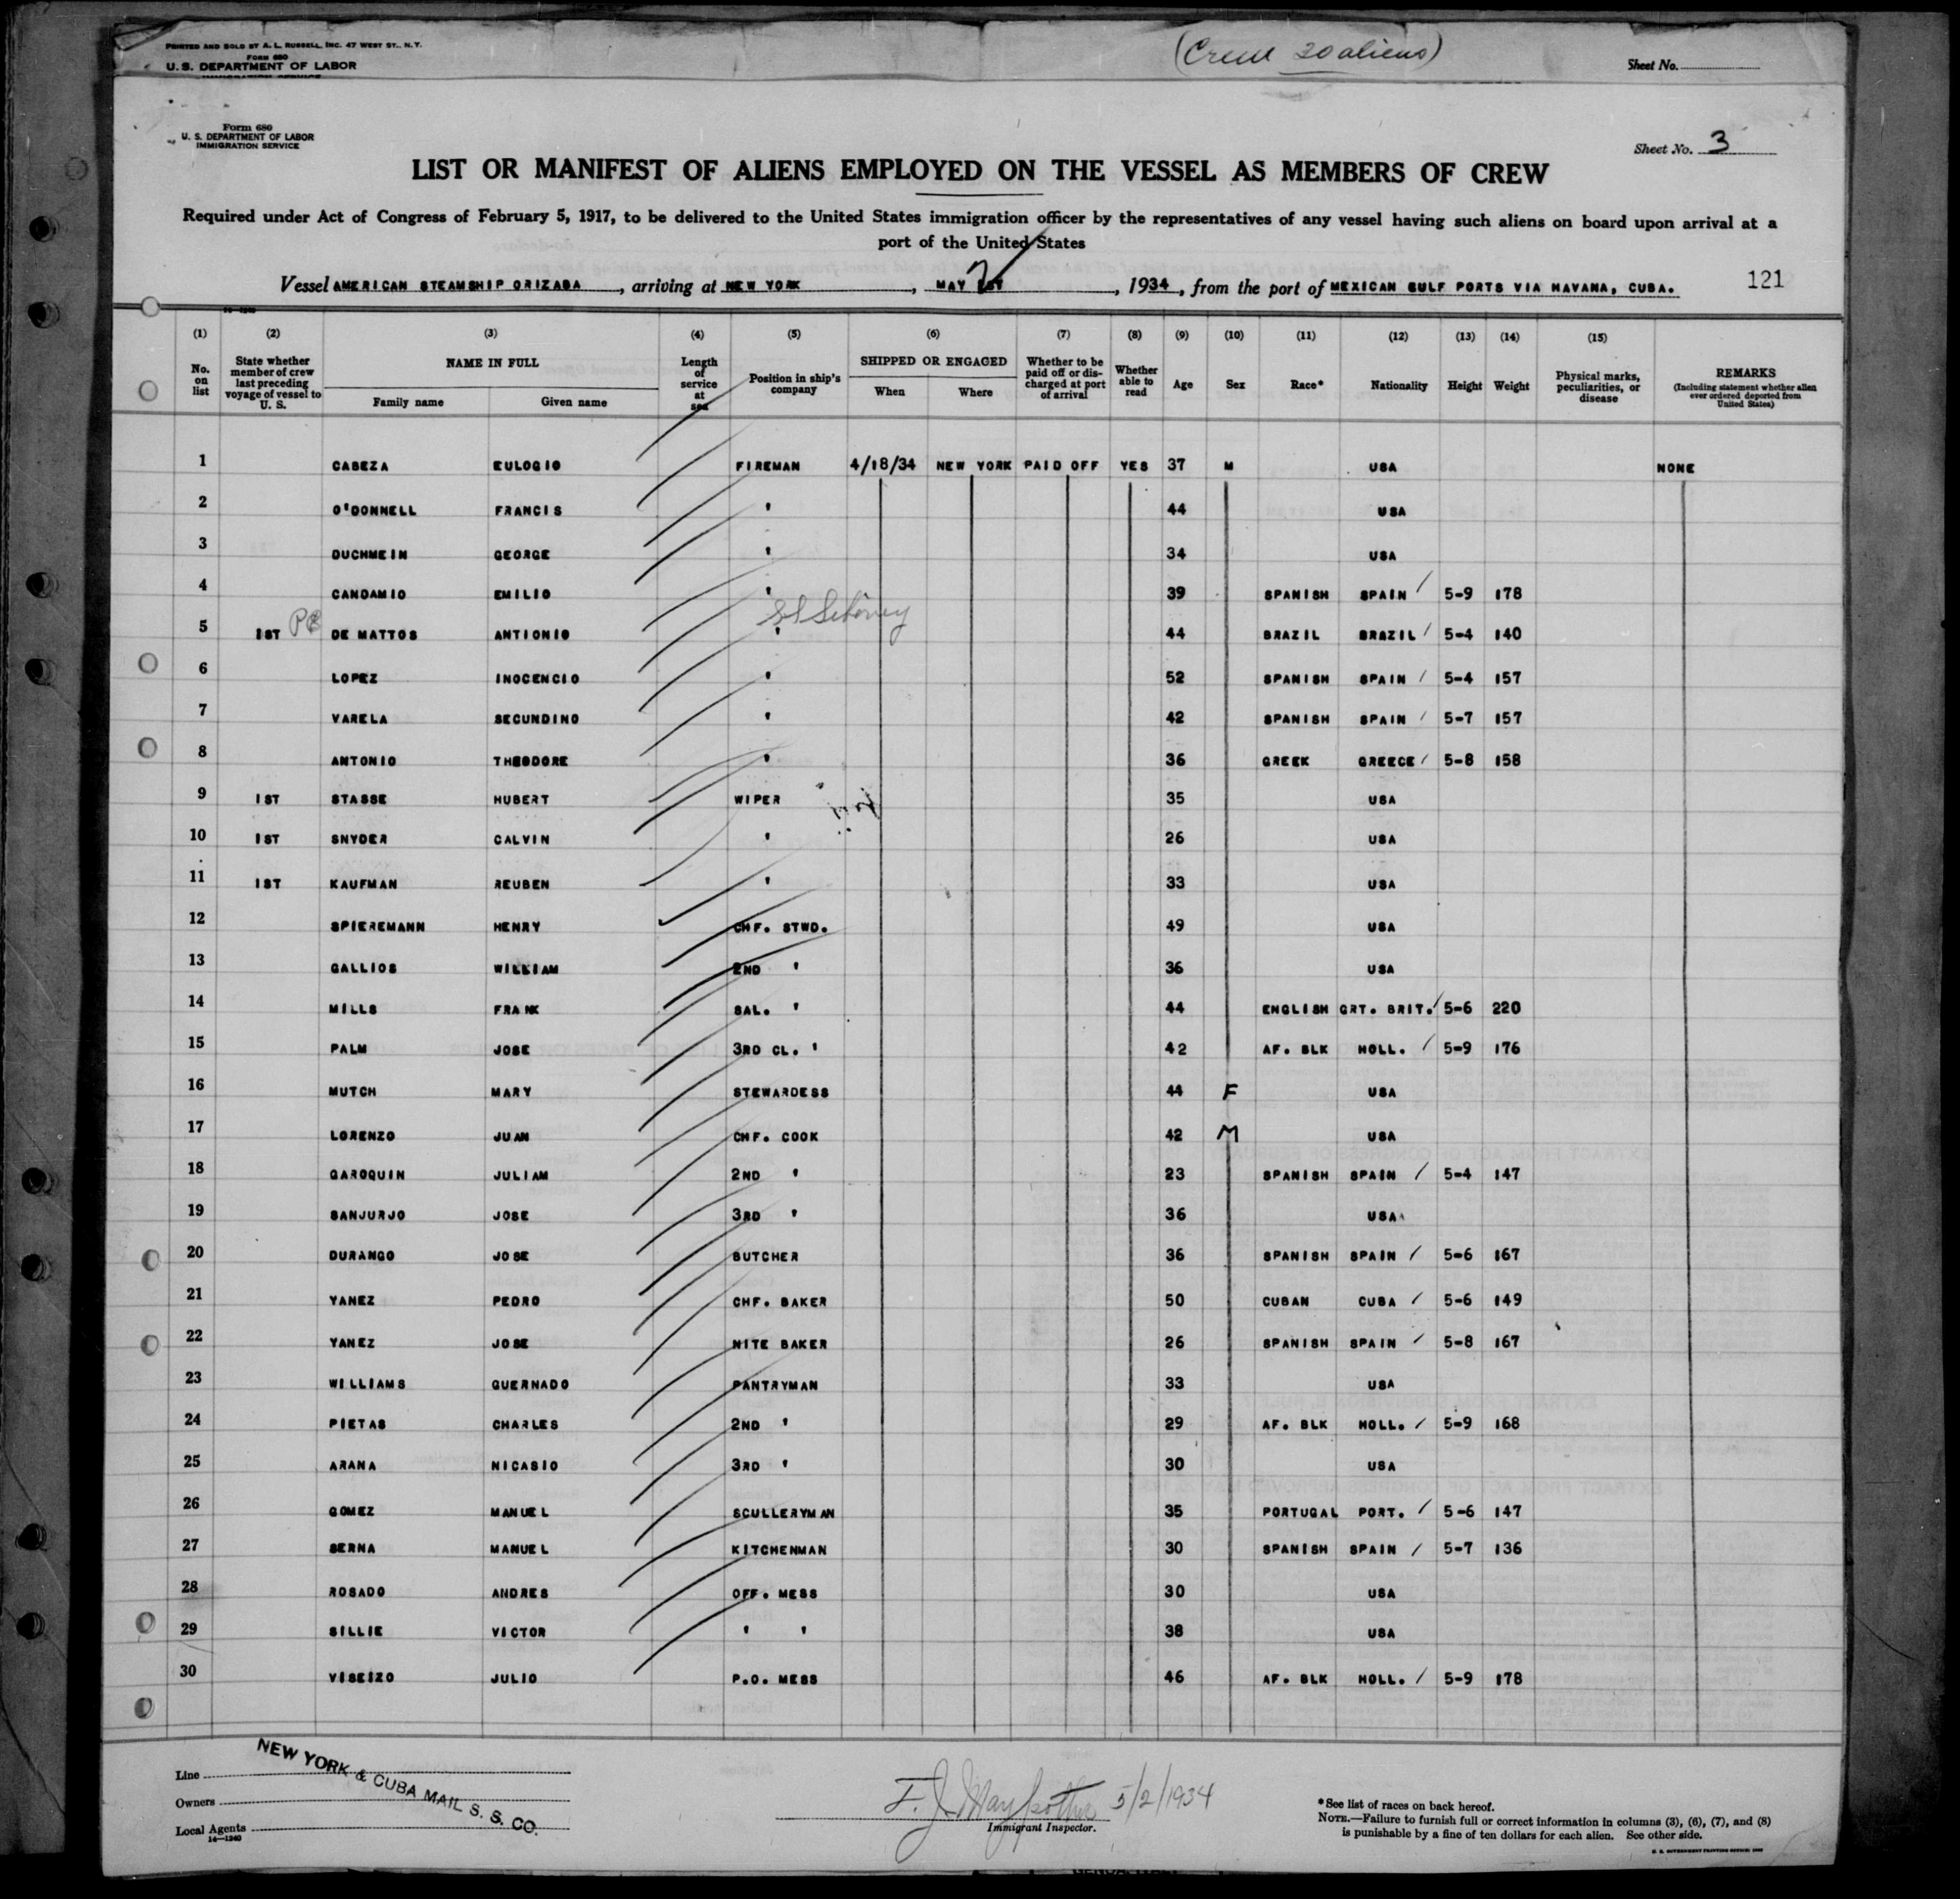 PRINTED AND SOLD BY A. L. RUSSELL, INC. 47 WEST ST., N.Y.
FORM 680
U. S. DEPARTMENT OF LABOR
(Crew 30 aliens)
Sheet No.
Form 680
U. S. DEPARTMENT OF LABOR
IMMIGRATION SERVICE
Sheet No. 3
LIST OR MANIFEST OF ALIENS EMPLOYED ON THE VESSEL AS MEMBERS OF CREW
Required under Act of Congress of February 5, 1917, to be delivered to the United States immigration officer by the representatives of any vessel having such aliens on board upon arrival at a
port of the United States
Vessel AMERICAN STEAMSHIP ORIZABA, arriving at NEW YORK, MAY 2, 1934, from the port of MEXICAN GULF PORTS VIA HAVANA, CUBA. 121
(1) (2) (3) (4) (5) (6) (7) (8) (9) (10) (11) (12) (13) (14) (15)
No. on list State whether member of crew last preceding voyage of vessel to U. S. NAME IN FULL Family name Given name Length of service at sea Position in ship's company SHIPPED OR ENGAGED When Where Whether to be paid off or discharged at port of arrival Whether able to read Age Sex Race* Nationality Height Weight Physical marks, peculiarities, or disease REMARKS (Including statement whether alien ever ordered deported from United States)
1 CABEZA EULOGIO FIREMAN 4/18/34 NEW YORK PAID OFF YES 37 M USA NONE
2 O'DONNELL FRANCIS ' 44 USA
3 DUCHMEIN GEORGE ' 34 USA
4 CANDAMIO EMILIO ' 39 SPANISH SPAIN / 5-9 178
SS Siboney
5 1ST DE MATTOS ANTIONIO ' 44 BRAZIL BRAZIL / 5-4 140
6 LOPEZ INOCENCIO ' 52 SPANISH SPAIN / 5-4 157
7 VARELA SECUNDINO ' 42 SPANISH SPAIN / 5-7 157
8 ANTONIO THEODORE ' 36 GREEK GREECE / 5-8 158
9 1ST STASSE HUBERT WIPER 35 USA
10 1ST SNYDER CALVIN ' 26 USA
11 1ST KAUFMAN REUBEN ' 33 USA
12 SPIEREMANN HENRY CHF. STWD. 49 USA
13 GALLIOS WILLIAM 2ND ' 36 USA
14 MILLS FRANK SAL. ' 44 ENGLISH GRT. BRIT. / 5-6 220
15 PALM JOSE 3RD CL. ' 42 AF. BLK HOLL. / 5-9 176
16 MUTCH MARY STEWARDESS 44 F USA
17 LORENZO JUAN CHF. COOK 42 M USA
18 GAROQUIN JULIAM 2ND ' 23 SPANISH SPAIN / 5-4 147
19 SANJURJO JOSE 3RD ' 36 USA
20 DURANGO JOSE BUTCHER 36 SPANISH SPAIN / 5-6 167
21 YANEZ PEDRO CHF. BAKER 50 CUBAN CUBA / 5-6 149
22 YANEZ JOSE NITE BAKER 26 SPANISH SPAIN / 5-8 167
23 WILLIAMS GUERNADO PANTRYMAN 33 USA
24 PIETAS CHARLES 2ND ' 29 AF. BLK HOLL. / 5-9 168
25 ARANA NICASIO 3RD ' 30 USA
26 GOMEZ MANUEL SCULLERYMAN 35 PORTUGAL PORT. / 5-6 147
27 SERNA MANUEL KITCHENMAN 30 SPANISH SPAIN / 5-7 136
28 ROSADO ANDRES OFF. MESS 30 USA
29 SILLIE VICTOR ' ' 38 USA
30 VISEIZO JULIO P.O. MESS 46 AF. BLK HOLL. / 5-9 178
Line
Owners
Local Agents
14—1240
NEW YORK & CUBA MAIL S. S. CO.
5/2/1934
Immigrant Inspector.
*See list of races on back hereof.
NOTE.—Failure to furnish full or correct information in columns (3), (6), (7), and (8)
is punishable by a fine of ten dollars for each alien. See other side.